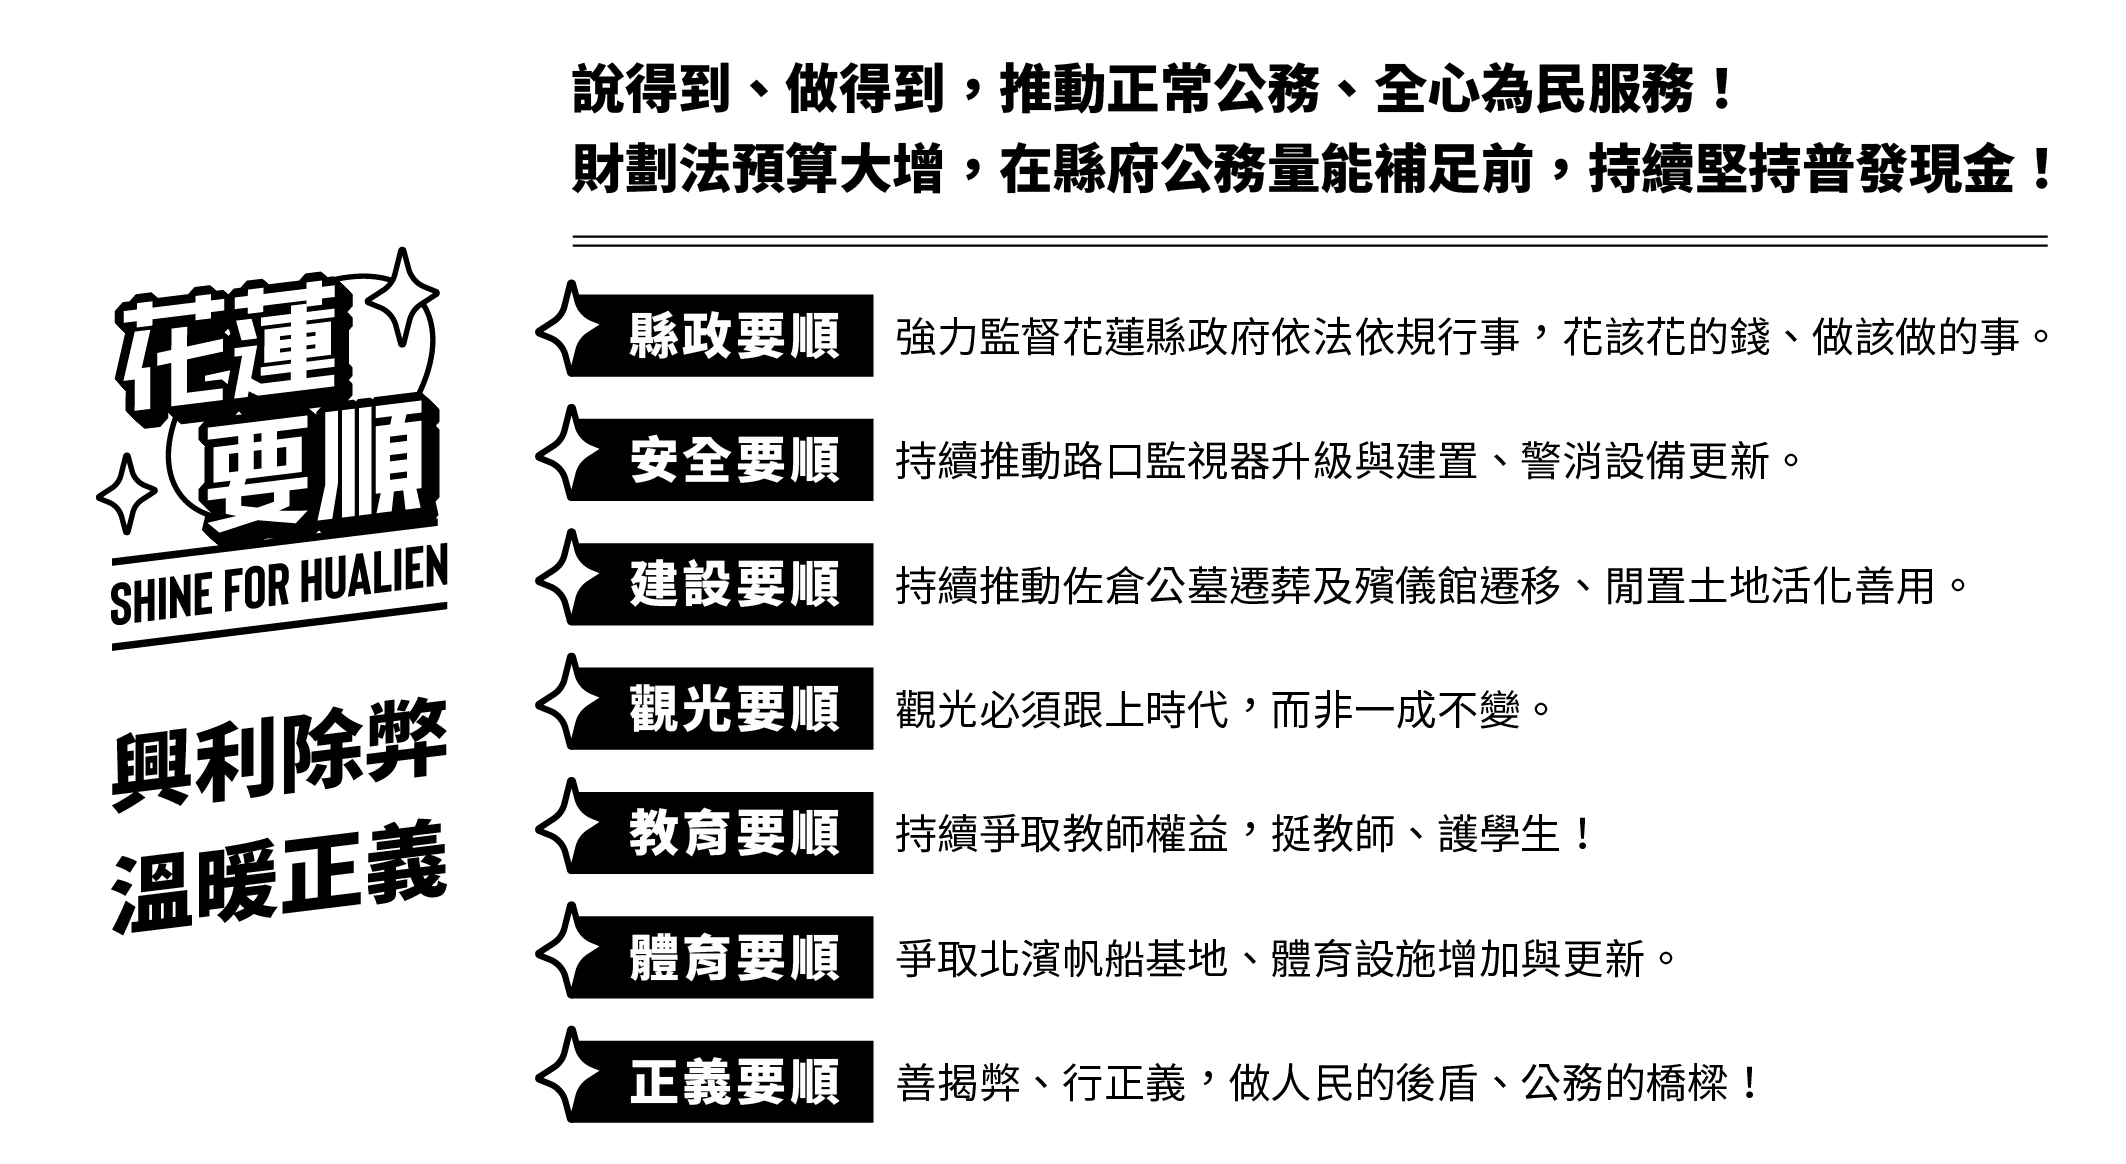 說得到、做得到，推動正常公務、全心為民服務！
財劃法預算大增，在縣府公務量能補足前，持續堅持普發現金！
花蓮
要順
SHINE FOR HUALIEN
興利除弊
溫暖正義
縣政要順 強力監督花蓮縣政府依法依規行事，花該花的錢、做該做的事。
安全要順 持續推動路口監視器升級與建置、警消設備更新。
建設要順 持續推動佐倉公墓遷葬及殯儀館遷移、閒置土地活化善用。
觀光要順 觀光必須跟上時代，而非一成不變。
教育要順 持續爭取教師權益，挺教師、護學生！
體育要順 爭取北濱帆船基地、體育設施增加與更新。
正義要順 善揭弊、行正義，做人民的後盾、公務的橋樑！